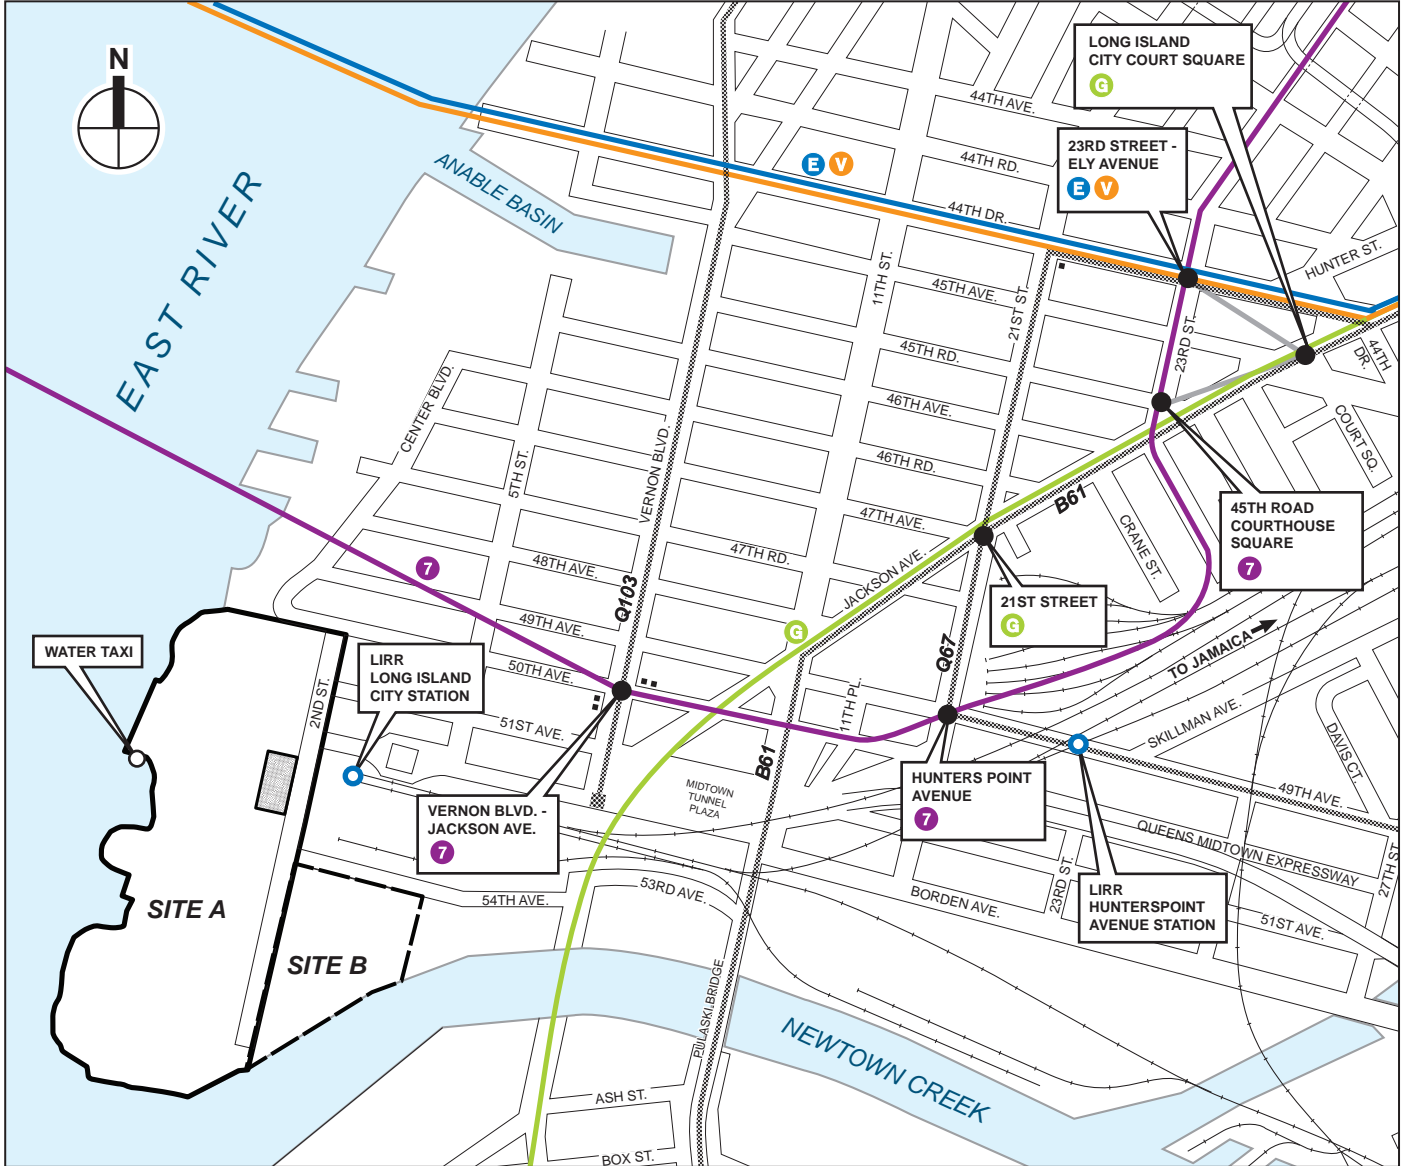 N
LONG ISLAND
CITY COURT SQUARE
G
44TH AVE.
23RD STREET -
ELY AVENUE
E V
E V
44TH RD.
ANABLE BASIN
44TH DR.
EAST RIVER
HUNTER ST.
11TH ST.
45TH AVE.
21ST ST.
23RD ST.
45TH RD.
44TH
DR.
CENTER BLVD.
46TH AVE.
COURT SQ.
VERNON BLVD.
5TH ST.
46TH RD.
B61
45TH ROAD
COURTHOUSE
SQUARE
7
47TH AVE.
CRANE ST.
47TH RD.
JACKSON AVE.
7
48TH AVE.
Q103
21ST STREET
G
49TH AVE.
G
Q67
TO JAMAICA
WATER TAXI
LIRR
LONG ISLAND
CITY STATION
50TH AVE.
2ND ST.
11TH PL.
51ST AVE.
SKILLMAN AVE.
DAVIS CT.
B61
HUNTERS POINT
AVENUE
7
MIDTOWN
TUNNEL
PLAZA
VERNON BLVD. -
JACKSON AVE.
7
49TH AVE.
QUEENS MIDTOWN EXPRESSWAY
27TH ST.
23RD ST.
LIRR
HUNTERSPOINT
AVENUE STATION
53RD AVE.
54TH AVE.
BORDEN AVE.
51ST AVE.
SITE A
SITE B
PULASKI BRIDGE
NEWTOWN CREEK
ASH ST.
BOX ST.